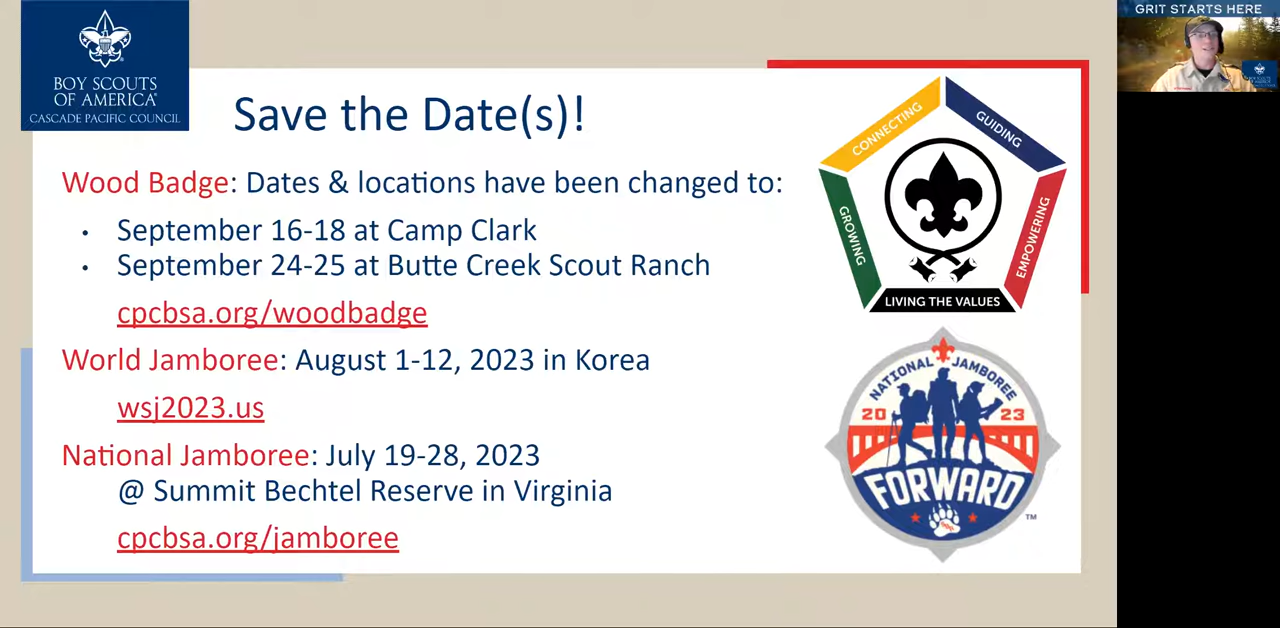 BOY SCOUTS
OF AMERICA®
CASCADE PACIFIC COUNCIL
GRIT STARTS HERE
Save the Date(s)!
Wood Badge: Dates & locations have been changed to:
• September 16-18 at Camp Clark
• September 24-25 at Butte Creek Scout Ranch
cpcbsa.org/woodbadge
World Jamboree: August 1-12, 2023 in Korea
wsj2023.us
National Jamboree: July 19-28, 2023
@ Summit Bechtel Reserve in Virginia
cpcbsa.org/jamboree
CONNECTING
GUIDING
GROWING
EMPOWERING
LIVING THE VALUES
NATIONAL JAMBOREE
2023
FORWARD
TM